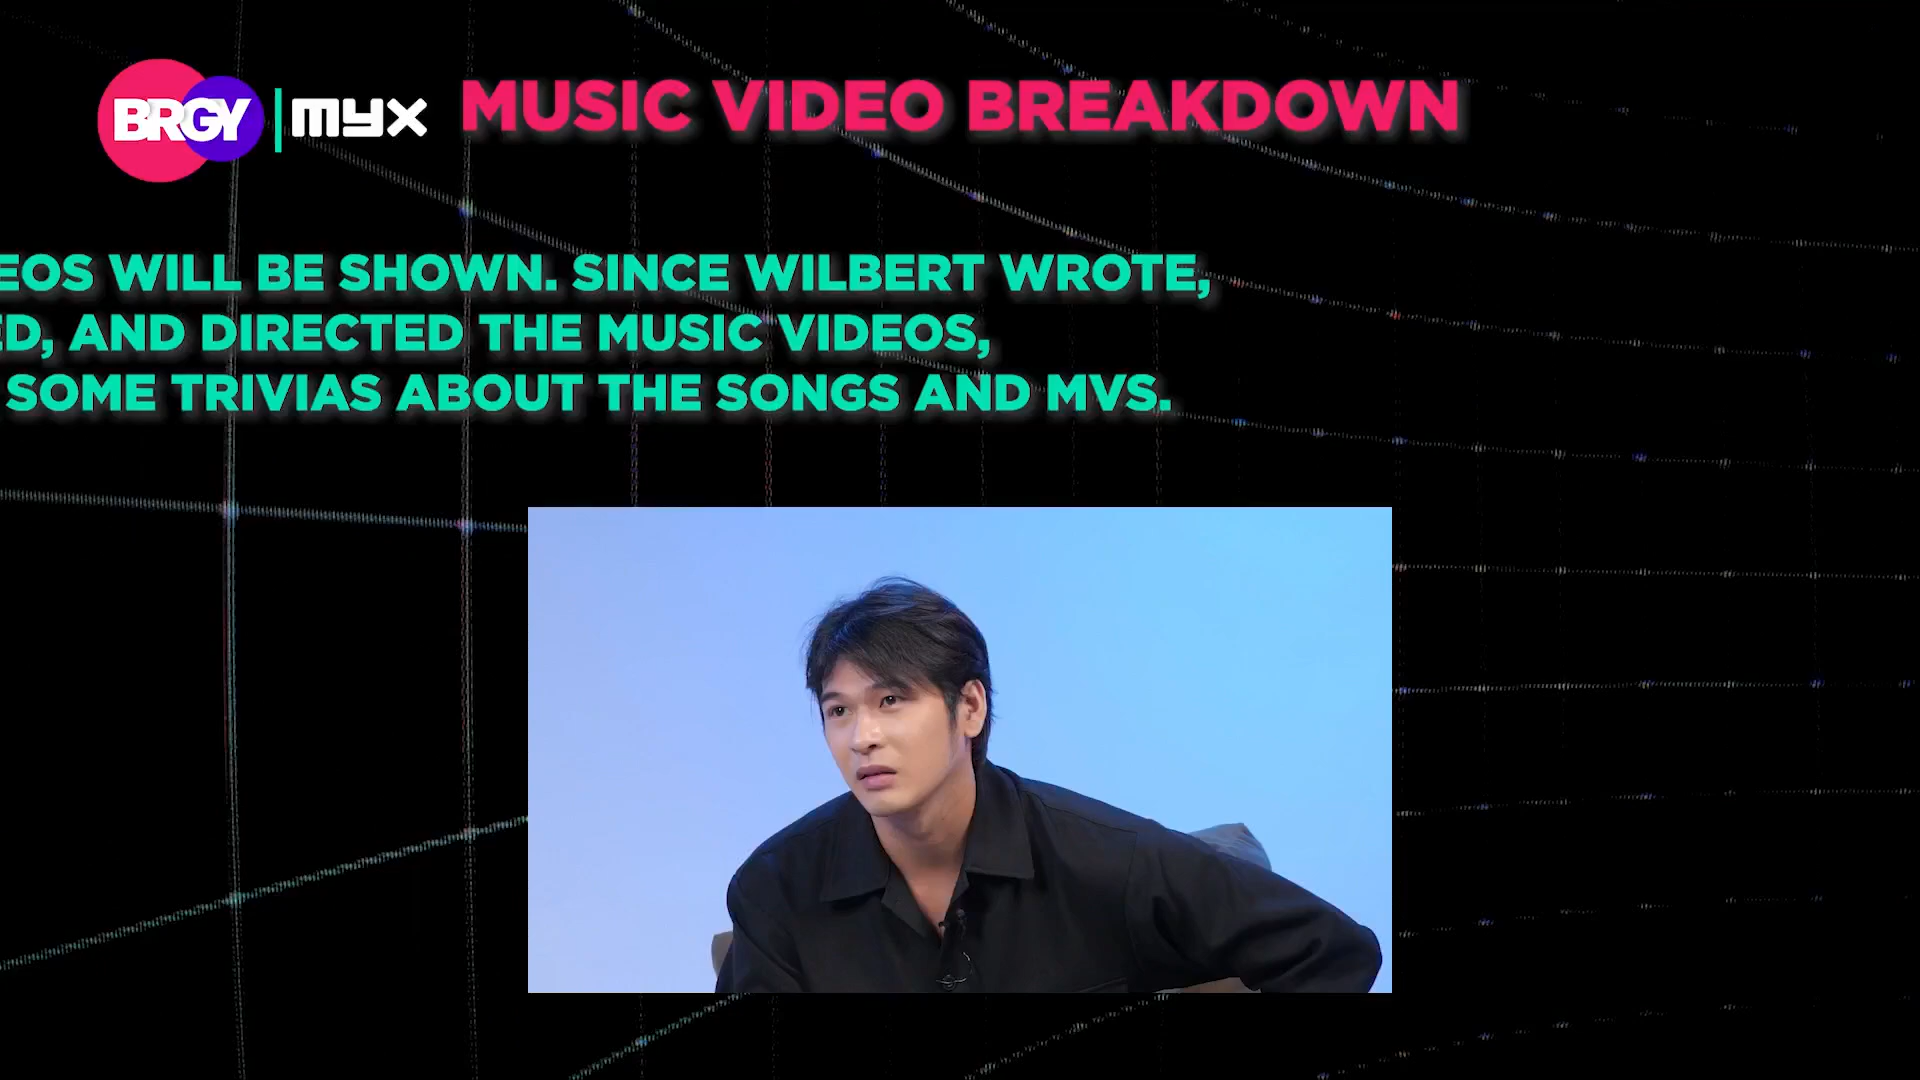 BRGY | myx MUSIC VIDEO BREAKDOWN
EOS WILL BE SHOWN. SINCE WILBERT WROTE,
ED, AND DIRECTED THE MUSIC VIDEOS,
SOME TRIVIAS ABOUT THE SONGS AND MVS.